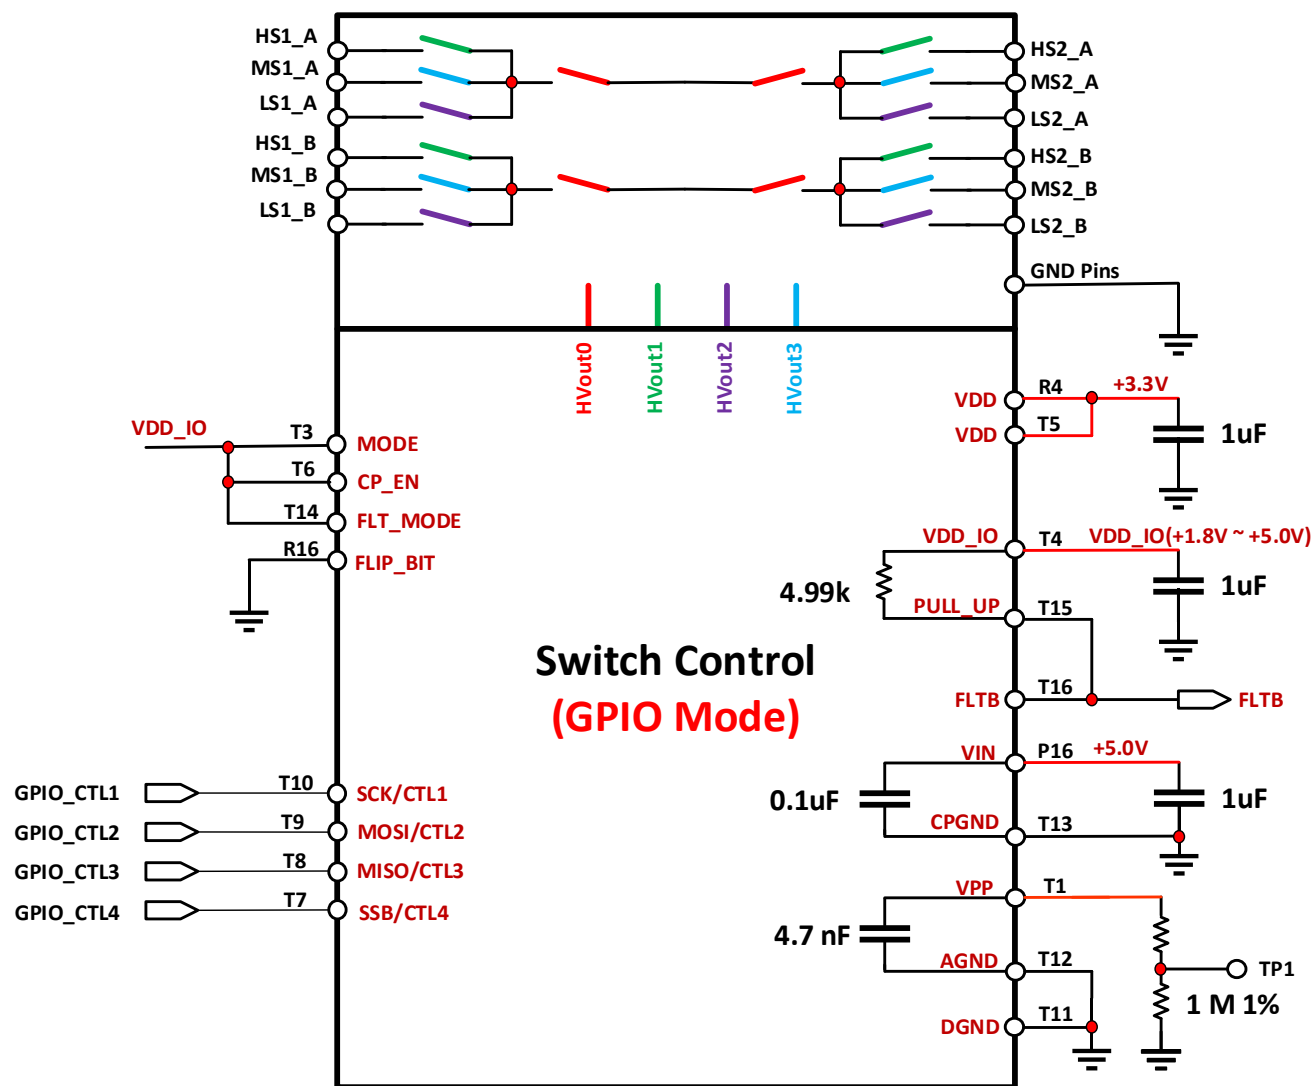 HS1_A
MS1_A
LS1_A
HS1_B
MS1_B
LS1_B
HS2_A
MS2_A
LS2_A
HS2_B
MS2_B
LS2_B
GND Pins
HVout0
HVout1
HVout2
HVout3
VDD_IO
T3
MODE
T6
CP_EN
T14
FLT_MODE
R16
FLIP_BIT
VDD
R4
+3.3V
VDD
T5
1uF
VDD_IO
T4
VDD_IO(+1.8V ~ +5.0V)
4.99k
1uF
PULL_UP
T15
Switch Control
(GPIO Mode)
FLTB
T16
FLTB
VIN
P16
+5.0V
0.1uF
1uF
CPGND
T13
GPIO_CTL1
T10
SCK/CTL1
GPIO_CTL2
T9
MOSI/CTL2
GPIO_CTL3
T8
MISO/CTL3
GPIO_CTL4
T7
SSB/CTL4
VPP
T1
4.7 nF
AGND
T12
TP1
1 M 1%
DGND
T11